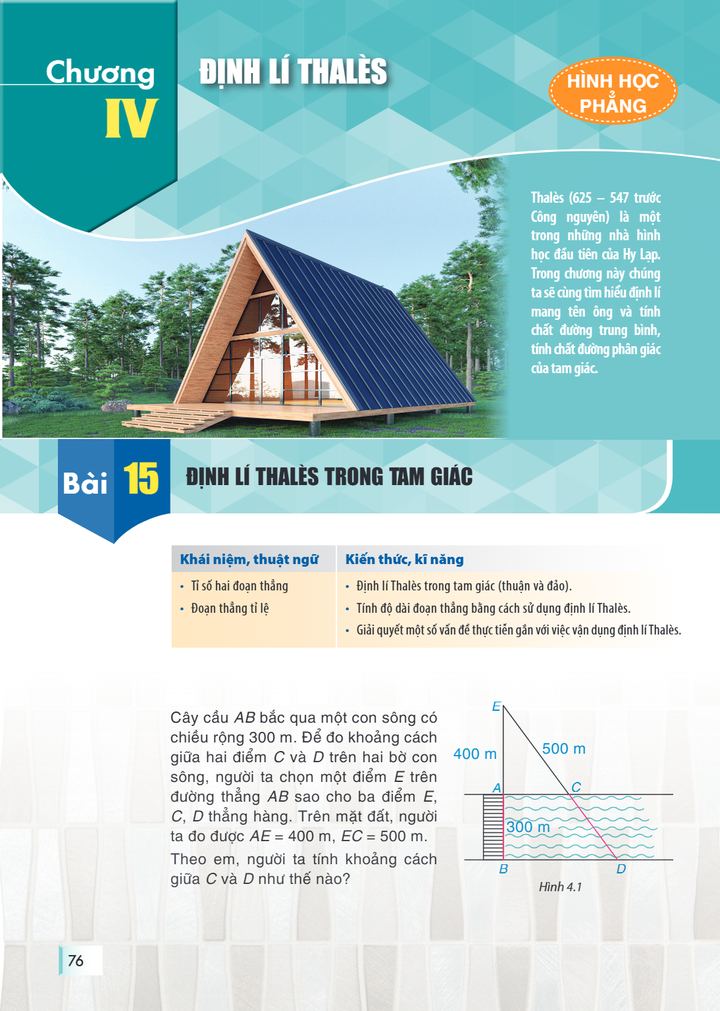 Chương
IV
ĐỊNH LÍ THALÈS
HÌNH HỌC
PHẲNG
Thalès (625 – 547 trước
Công nguyên) là một
trong những nhà hình
học đầu tiên của Hy Lạp.
Trong chương này chúng
ta sẽ cùng tìm hiểu định lí
mang tên ông và tính
chất đường trung bình,
tính chất đường phân giác
của tam giác.
Bài 15
ĐỊNH LÍ THALÈS TRONG TAM GIÁC
Khái niệm, thuật ngữ
• Tỉ số hai đoạn thẳng
• Đoạn thẳng tỉ lệ
Kiến thức, kĩ năng
• Định lí Thalès trong tam giác (thuận và đảo).
• Tính độ dài đoạn thẳng bằng cách sử dụng định lí Thalès.
• Giải quyết một số vấn đề thực tiễn gắn với việc vận dụng định lí Thalès.
Cây cầu AB bắc qua một con sông có
chiều rộng 300 m. Để đo khoảng cách
giữa hai điểm C và D trên hai bờ con
sông, người ta chọn một điểm E trên
đường thẳng AB sao cho ba điểm E,
C, D thẳng hàng. Trên mặt đất, người
ta đo được AE = 400 m, EC = 500 m.
Theo em, người ta tính khoảng cách
giữa C và D như thế nào?
E
400 m
500 m
A
C
300 m
B
D
Hình 4.1
76